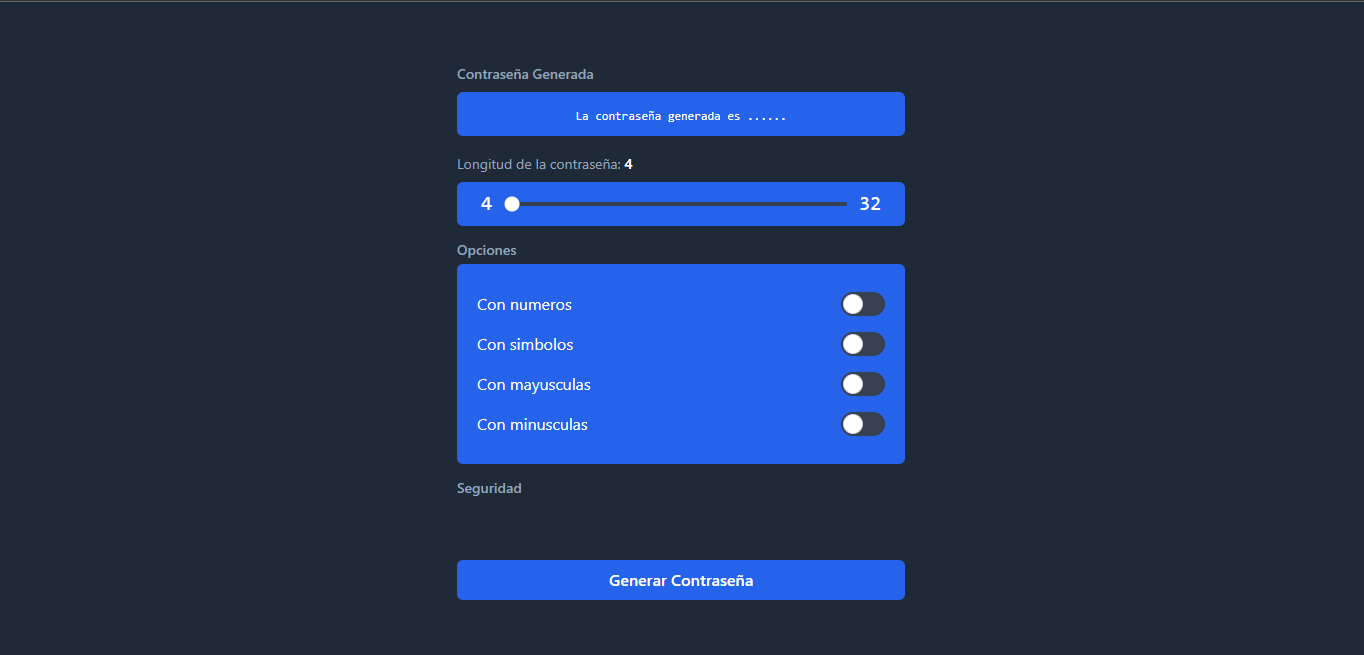 Contraseña Generada
La contraseña generada es ......
Longitud de la contraseña: 4
4 32
Opciones
Con numeros
Con simbolos
Con mayusculas
Con minusculas
Seguridad
Generar Contraseña